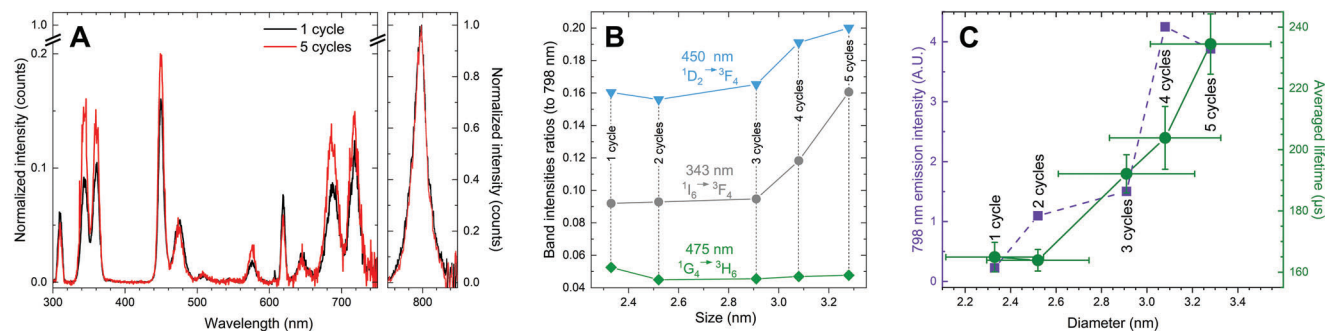 A
1 cycle
5 cycles
Normalized intensity (counts)
1.0
0.2
0.1
0.0
300 400 500 600 700
800
Wavelength (nm)
1.0
0.8
0.6
0.4
0.2
0.0
Normalized intensity (counts)
B
Band intensities ratios (to 798 nm)
0.20
0.18
0.16
0.14
0.12
0.10
0.08
0.06
0.04
450 nm
¹D₂→³F₄
343 nm
¹I₆→³F₄
475 nm
¹G₄→³H₆
1 cycle
2 cycles
3 cycles
4 cycles
5 cycles
2.4 2.6 2.8 3.0 3.2
Size (nm)
C
798 nm emission intensity (A.U.)
4
3
2
1
0
1 cycle
2 cycles
3 cycles
4 cycles
5 cycles
2.2 2.4 2.6 2.8 3.0 3.2 3.4
Diameter (nm)
240
220
200
180
160
Averaged lifetime (µs)